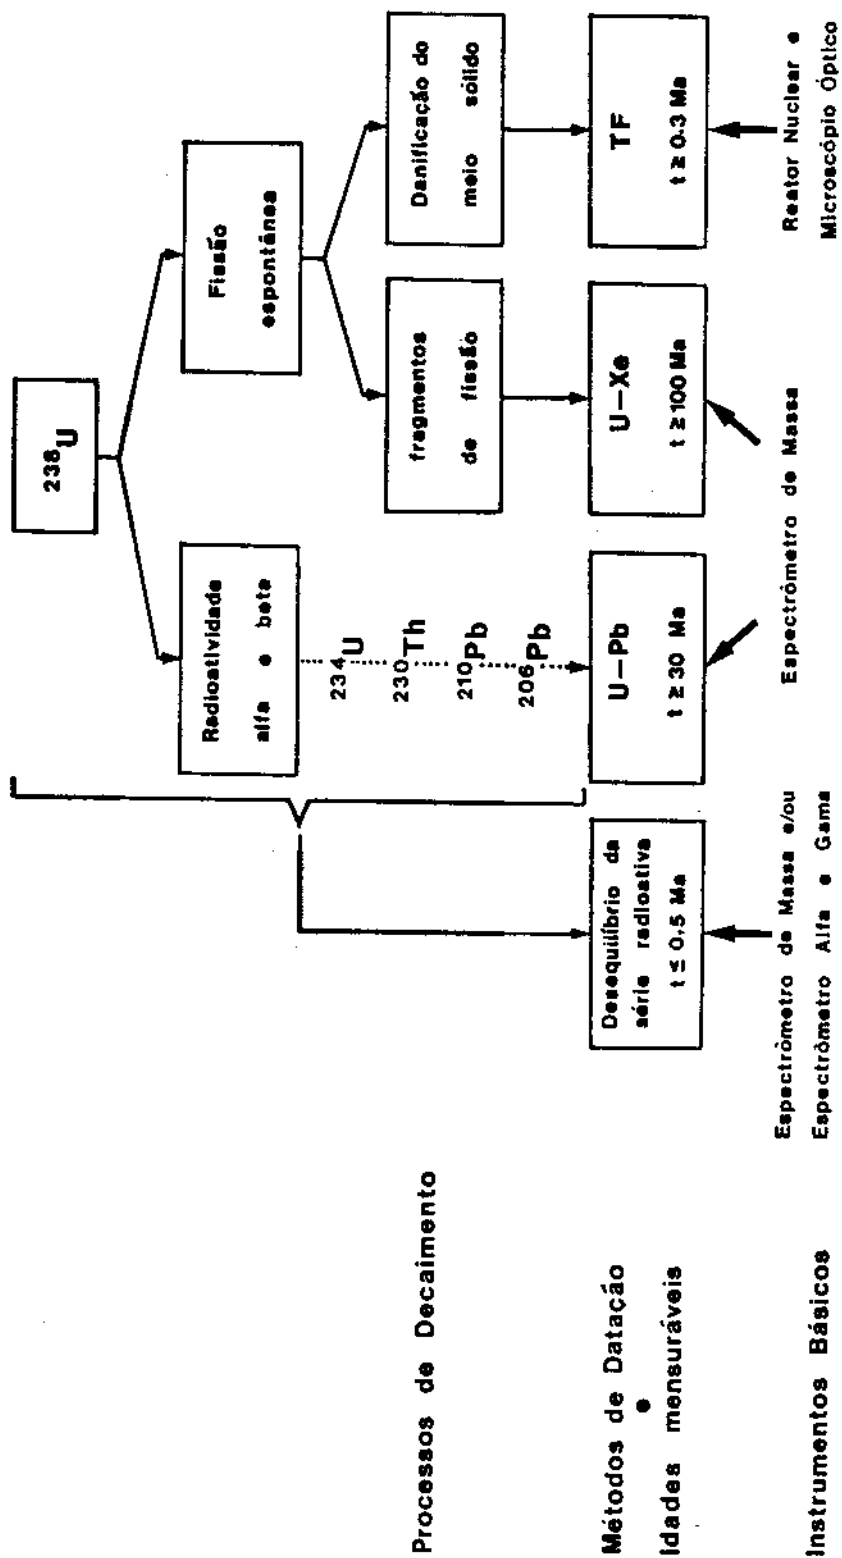 238U
Radioatividade
alfa e beta
Fissão
espontânea
234U
230Th
210Pb
206Pb
fragmentos
de fissão
Danificação do
meio sólido
Processos de Decaimento
Desequilíbrio da
série radioativa
t ≤ 0.5 Ma
U–Pb
t ≥ 30 Ma
U–Xe
t ≥ 100 Ma
TF
t ≥ 0.3 Ma
Métodos de Datação
e
Idades mensuráveis
Instrumentos Básicos
Espectrômetro de Massa e/ou
Espectrômetro Alfa e Gama
Espectrômetro de Massa
Reator Nuclear e
Microscópio Óptico